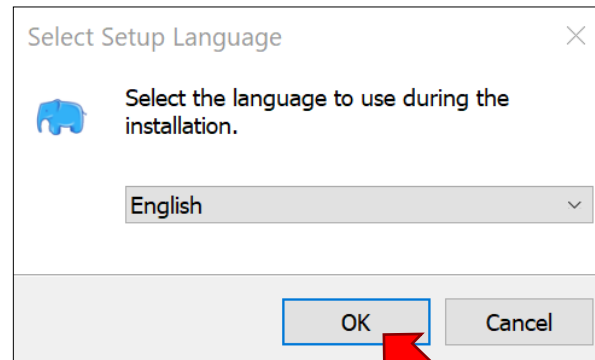 Select Setup Language
Select the language to use during the
installation.
English
OK
Cancel